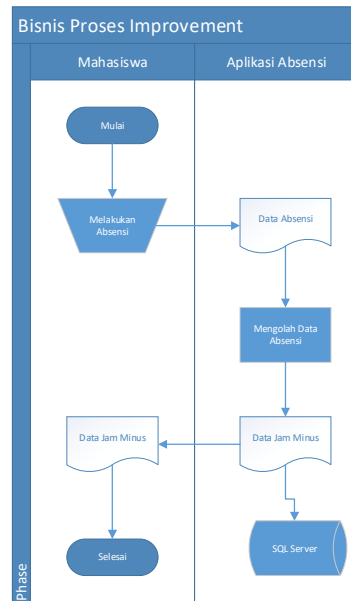 Bisnis Proses Improvement
Mahasiswa
Aplikasi Absensi
Mulai
Melakukan
Absensi
Data Absensi
Mengolah Data
Absensi
Data Jam Minus
Data Jam Minus
Selesai
SQL Server
Phase